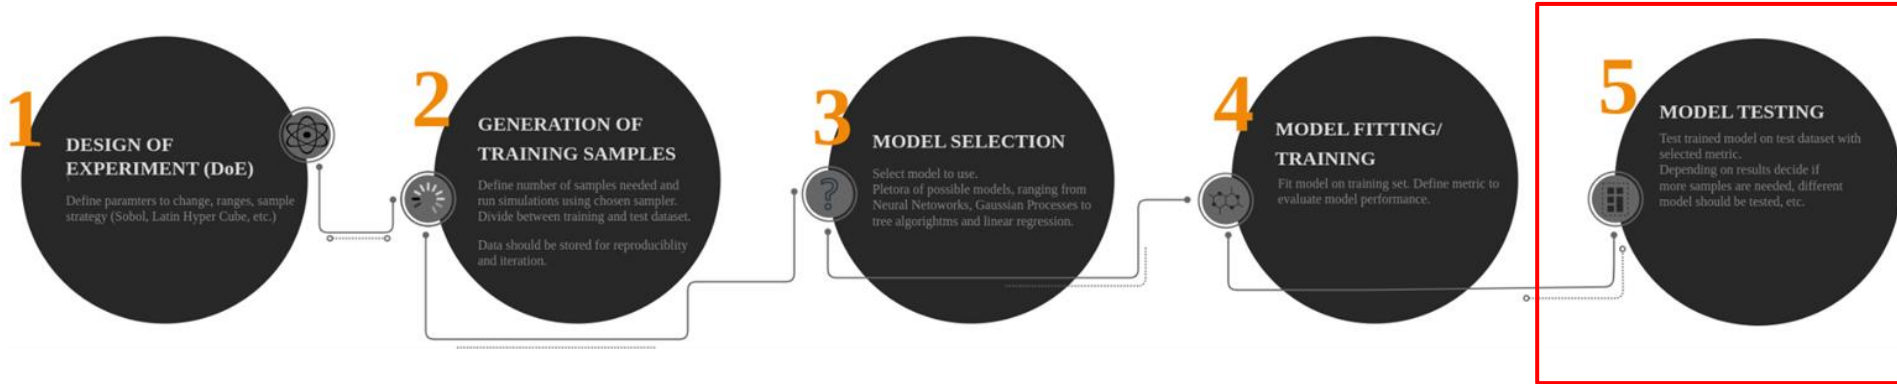 1
DESIGN OF
EXPERIMENT (DoE)
Define paramters to change, ranges, sample
strategy (Sobol, Latin Hyper Cube, etc.)
2
GENERATION OF
TRAINING SAMPLES
Define number of samples needed and
run simulations using chosen sampler.
Divide between training and test dataset.
Data should be stored for reproduciblity
and iteration.
3
MODEL SELECTION
Select model to use.
Pletora of possible models, ranging from
Neural Netoworks, Gaussian Processes to
tree algorightms and linear regression.
4
MODEL FITTING/
TRAINING
Fit model on training set. Define metric to
evaluate model performance.
5
MODEL TESTING
Test trained model on test dataset with
selected metric.
Depending on results decide if
more samples are needed, different
model should be tested, etc.